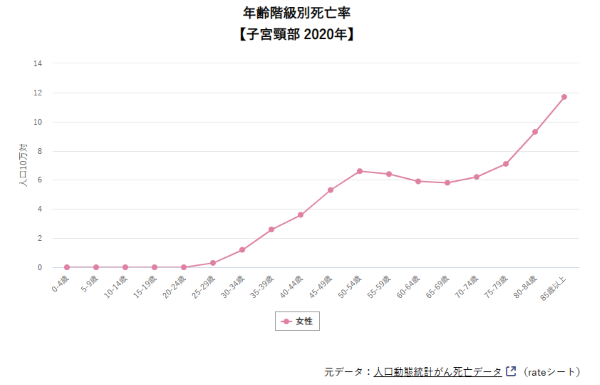 年齢階級別死亡率
【子宮頸部 2020年】
14
12
10
8
6
4
2
0
人口10万対
0-4歳
5-9歳
10-14歳
15-19歳
20-24歳
25-29歳
30-34歳
35-39歳
40-44歳
45-49歳
50-54歳
55-59歳
60-64歳
65-69歳
70-74歳
75-79歳
80-84歳
85歳以上
女性
元データ：人口動態統計がん死亡データ （rateシート）